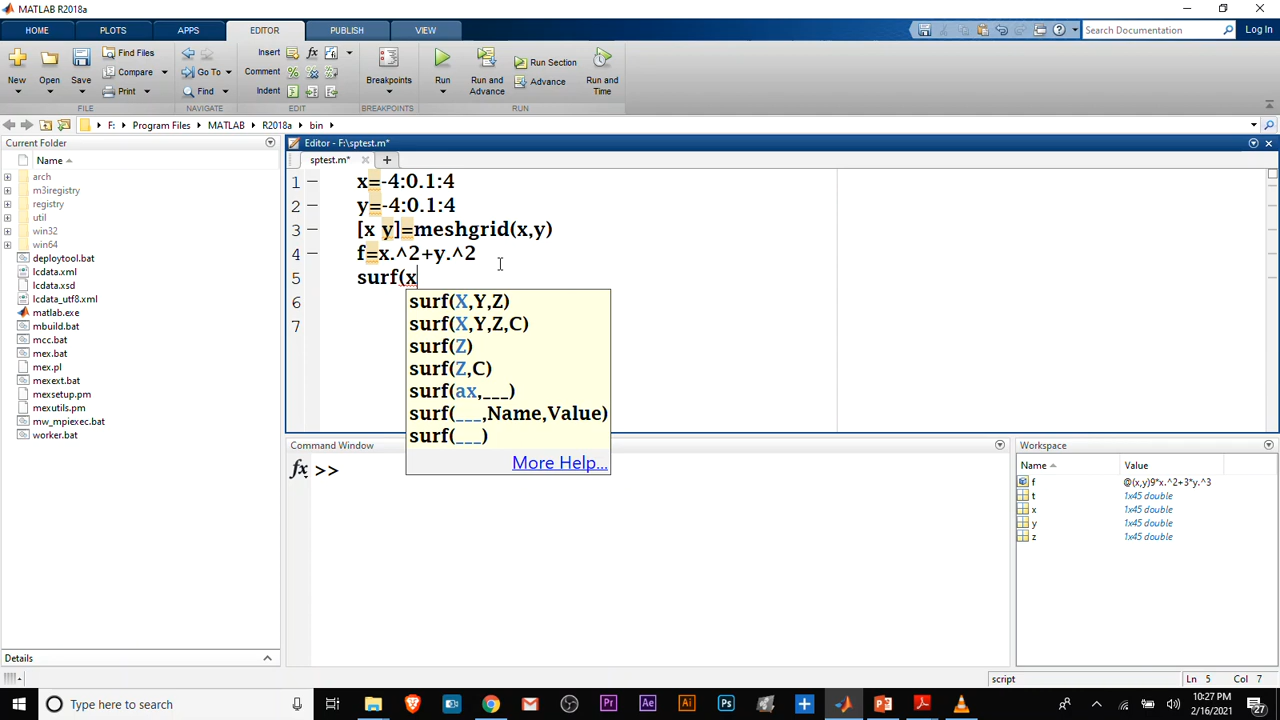 MATLAB R2018a
HOME PLOTS APPS EDITOR PUBLISH VIEW
Search Documentation
Log In
New
Open
Save
Find Files
Compare
Print
FILE
Go To
Find
NAVIGATE
Insert
Comment
Indent
fx
EDIT
Breakpoints
BREAKPOINTS
Run
Run and Advance
Run Section
Advance
Run and Time
RUN
F: Program Files MATLAB R2018a bin
Current Folder
Name
arch
m3iregistry
registry
util
win32
win64
deploytool.bat
lcdata.xml
lcdata.xsd
lcdata_utf8.xml
matlab.exe
mbuild.bat
mcc.bat
mex.bat
mex.pl
mexext.bat
mexsetup.pm
mexutils.pm
mw_mpiexec.bat
worker.bat
Details
Editor - F:\sptest.m*
sptest.m*
1 x=-4:0.1:4
2 y=-4:0.1:4
3 [x y]=meshgrid(x,y)
4 f=x.^2+y.^2
5 surf(x
6
7
surf(X,Y,Z)
surf(X,Y,Z,C)
surf(Z)
surf(Z,C)
surf(ax,___)
surf(___,Name,Value)
surf(___)
More Help...
Command Window
fx >>
Workspace
Name Value
f @(x,y)9*x.^2+3*y.^3
t 1x45 double
x 1x45 double
y 1x45 double
z 1x45 double
script
Ln 5 Col 7
Type here to search
Pr
Ae
Ai
Ps
10:27 PM
2/16/2021
27